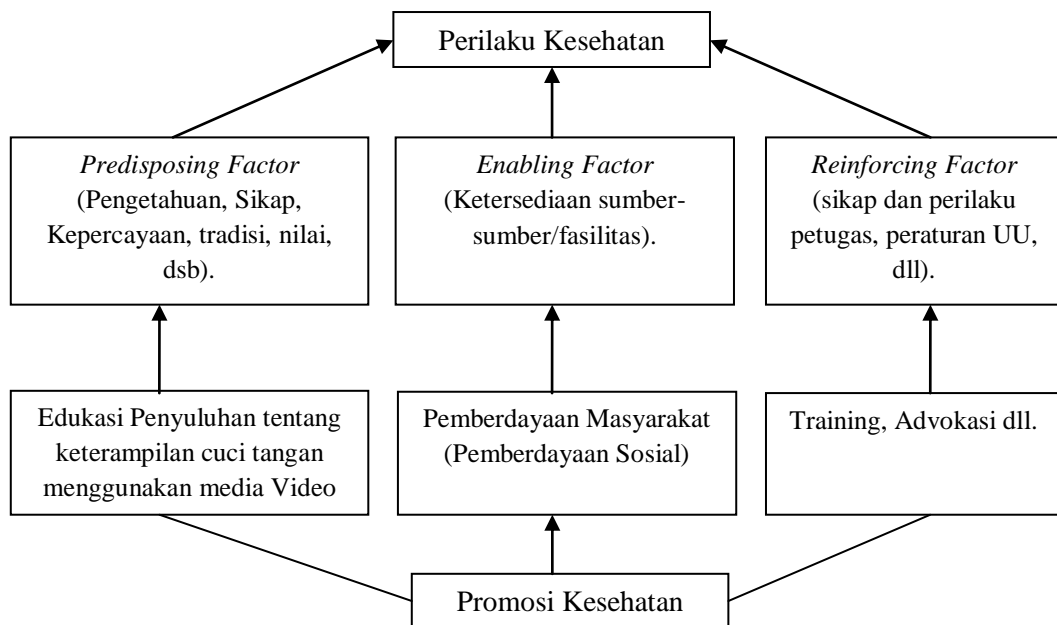 Perilaku Kesehatan
Predisposing Factor
(Pengetahuan, Sikap,
Kepercayaan, tradisi, nilai,
dsb).
Enabling Factor
(Ketersediaan sumber-
sumber/fasilitas).
Reinforcing Factor
(sikap dan perilaku
petugas, peraturan UU,
dll).
Edukasi Penyuluhan tentang
keterampilan cuci tangan
menggunakan media Video
Pemberdayaan Masyarakat
(Pemberdayaan Sosial)
Training, Advokasi dll.
Promosi Kesehatan